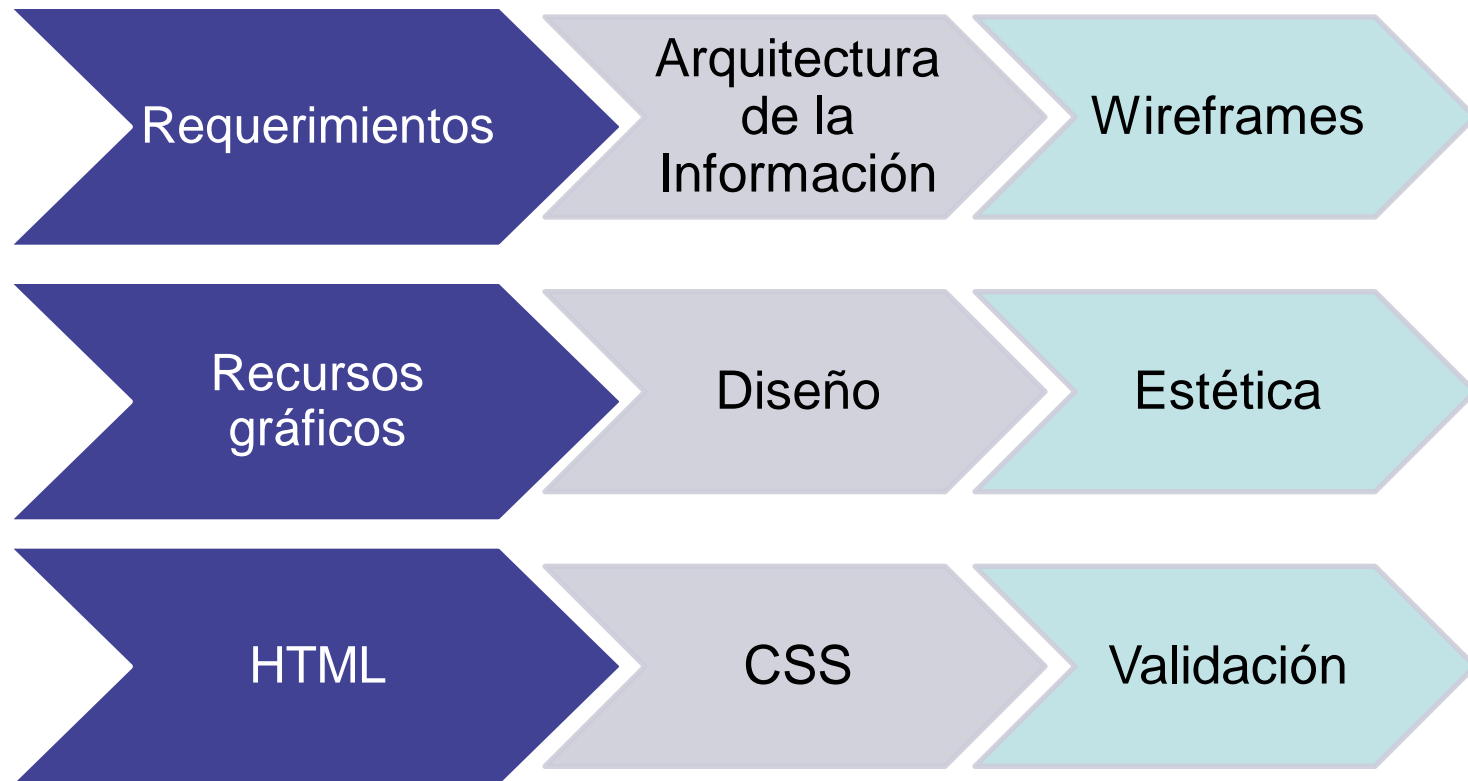 Requerimientos
Arquitectura
de la
Información
Wireframes
Recursos
gráficos
Diseño
Estética
HTML
CSS
Validación